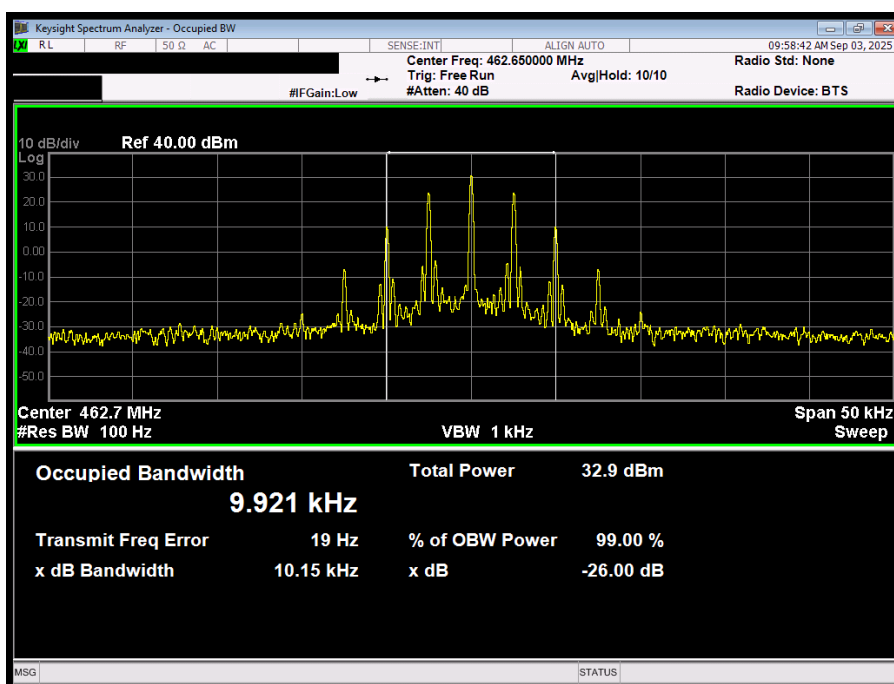 Keysight Spectrum Analyzer - Occupied BW
LXI RL RF 50 Ω AC SENSE:INT ALIGN AUTO 09:58:42 AM Sep 03, 2025
Center Freq: 462.650000 MHz Radio Std: None
Trig: Free Run Avg|Hold: 10/10
#IFGain:Low #Atten: 40 dB Radio Device: BTS
10 dB/div Ref 40.00 dBm
Log
30.0
20.0
10.0
0.00
-10.0
-20.0
-30.0
-40.0
-50.0
Center 462.7 MHz Span 50 kHz
#Res BW 100 Hz VBW 1 kHz Sweep
Occupied Bandwidth Total Power 32.9 dBm
9.921 kHz
Transmit Freq Error 19 Hz % of OBW Power 99.00 %
x dB Bandwidth 10.15 kHz x dB -26.00 dB
MSG STATUS